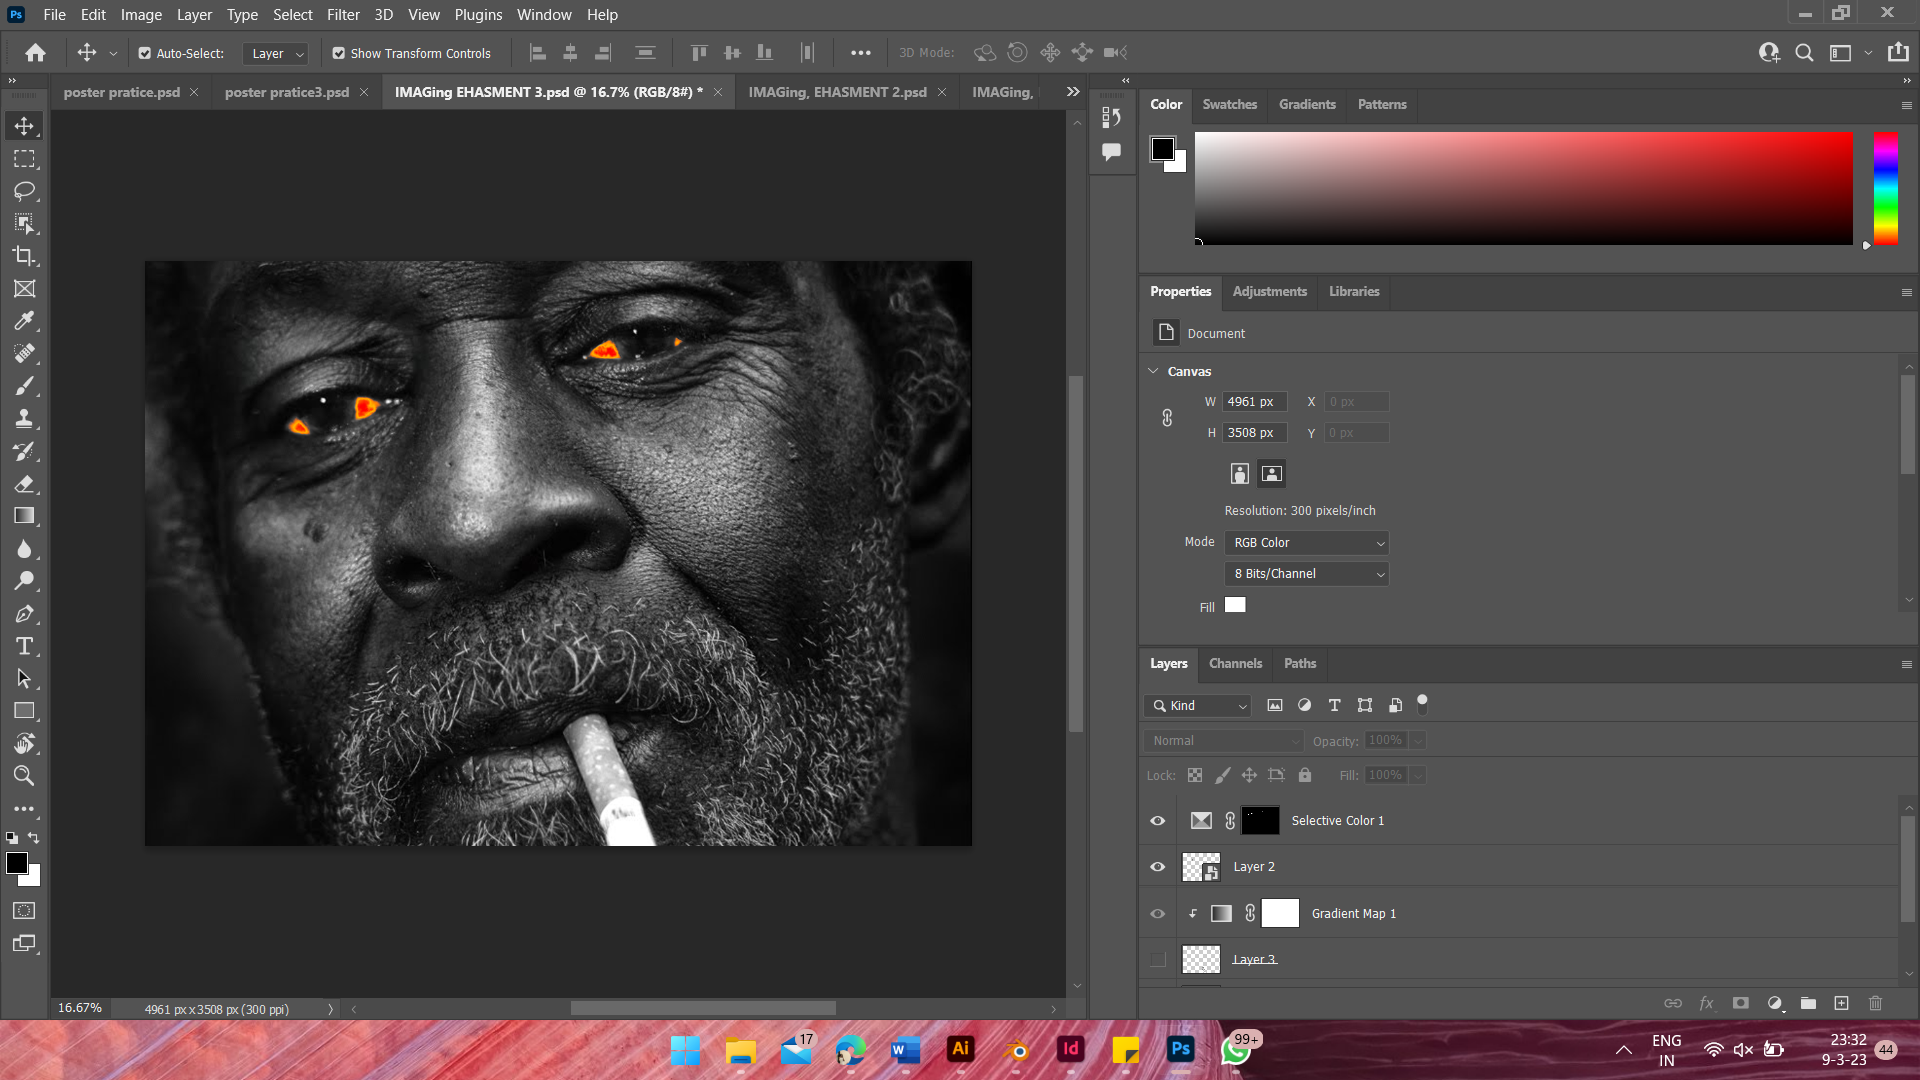 Ps File Edit Image Layer Type Select Filter 3D View Plugins Window Help
Auto-Select: Layer Show Transform Controls 3D Mode:
poster pratice.psd poster pratice3.psd IMAGing EHASMENT 3.psd @ 16.7% (RGB/8#) * IMAGing, EHASMENT 2.psd IMAGing,
Color Swatches Gradients Patterns
Properties Adjustments Libraries
Document
Canvas
W 4961 px X 0 px
H 3508 px Y 0 px
Resolution: 300 pixels/inch
Mode RGB Color
8 Bits/Channel
Fill
Layers Channels Paths
Kind
Normal Opacity: 100%
Lock: Fill: 100%
Selective Color 1
Layer 2
Gradient Map 1
Layer 3
fx
16.67% 4961 px x 3508 px (300 ppi)
17 W Ai Id Ps 99+
ENG
IN
23:32
9-3-23
44